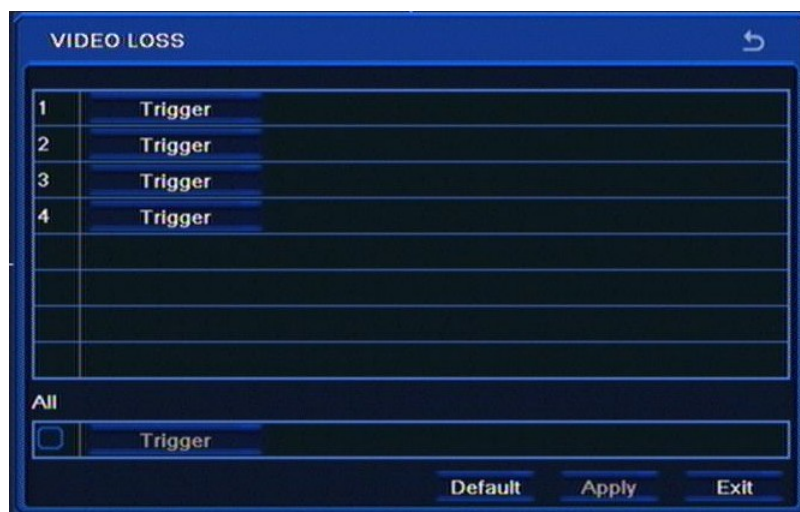 VIDEO LOSS
1 Trigger
2 Trigger
3 Trigger
4 Trigger
All
Trigger
Default Apply Exit